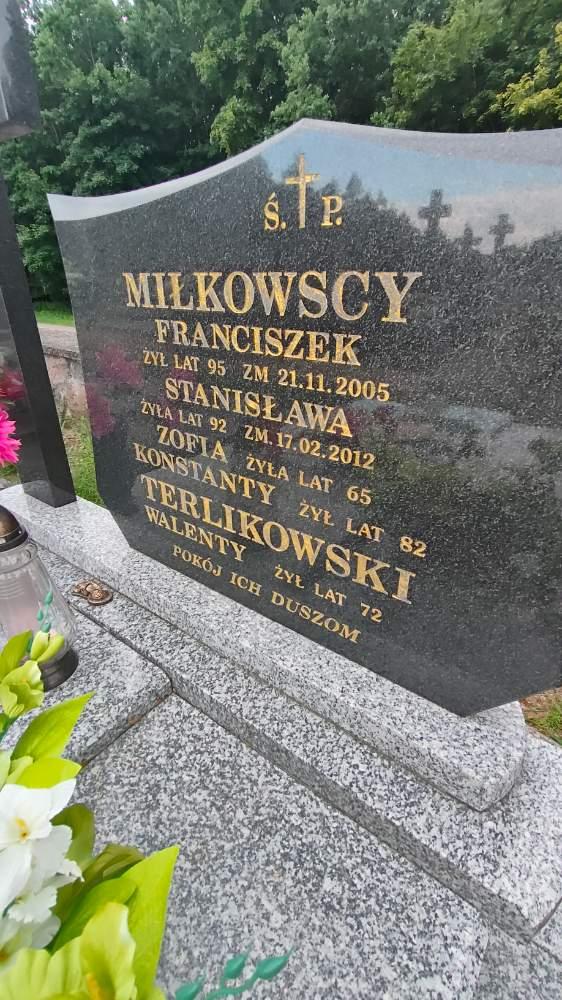 Ś. P.
MIŁKOWSCY
FRANCISZEK
ŻYŁ LAT 95 ZM 21.11.2005
STANISŁAWA
ŻYŁA LAT 92 ZM.17.02.2012
ZOFIA ŻYŁA LAT 65
KONSTANTY ŻYŁ LAT 82
TERLIKOWSKI
WALENTY ŻYŁ LAT 72
POKÓJ ICH DUSZOM